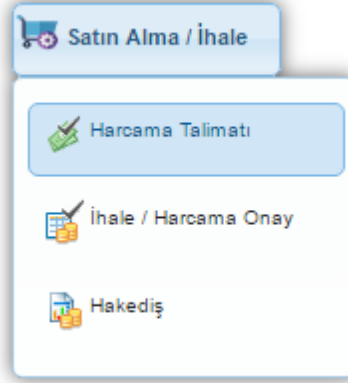 Satın Alma / İhale
Harcama Talimatı
İhale / Harcama Onay
Hakediş